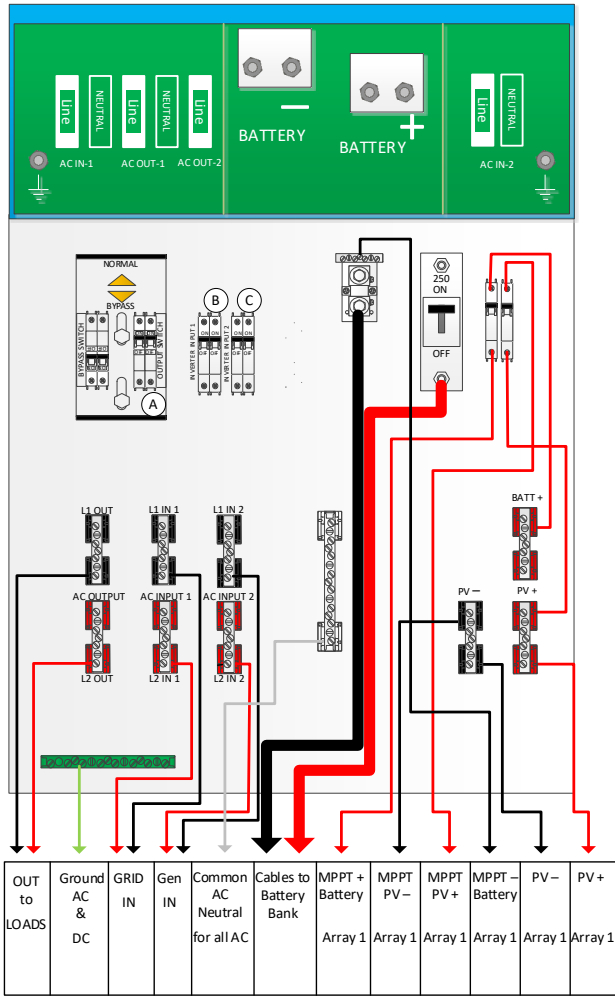 Line
NEUTRAL
Line
NEUTRAL
Line
AC IN-1
AC OUT-1
AC OUT-2
−
BATTERY
+
BATTERY
Line
NEUTRAL
AC IN-2
NORMAL
BYPASS
BYPASS SWITCH
OUTPUT SWITCH
A
B
C
INVERTER INPUT 1
INVERTER INPUT 2
ON
ON
ON
ON
OFF
OFF
250
ON
OFF
L1 OUT
L1 IN 1
L1 IN 2
AC OUTPUT
AC INPUT 1
AC INPUT 2
L2 OUT
L2 IN 1
L2 IN 2
BATT +
PV −
PV +
OUT
to
LOADS
Ground
AC
&
DC
GRID
IN
Gen
IN
Common
AC
Neutral
for all AC
Cables to
Battery
Bank
MPPT +
Battery
Array 1
MPPT
PV −
Array 1
MPPT
PV +
Array 1
MPPT −
Battery
Array 1
PV −
Array 1
PV +
Array 1